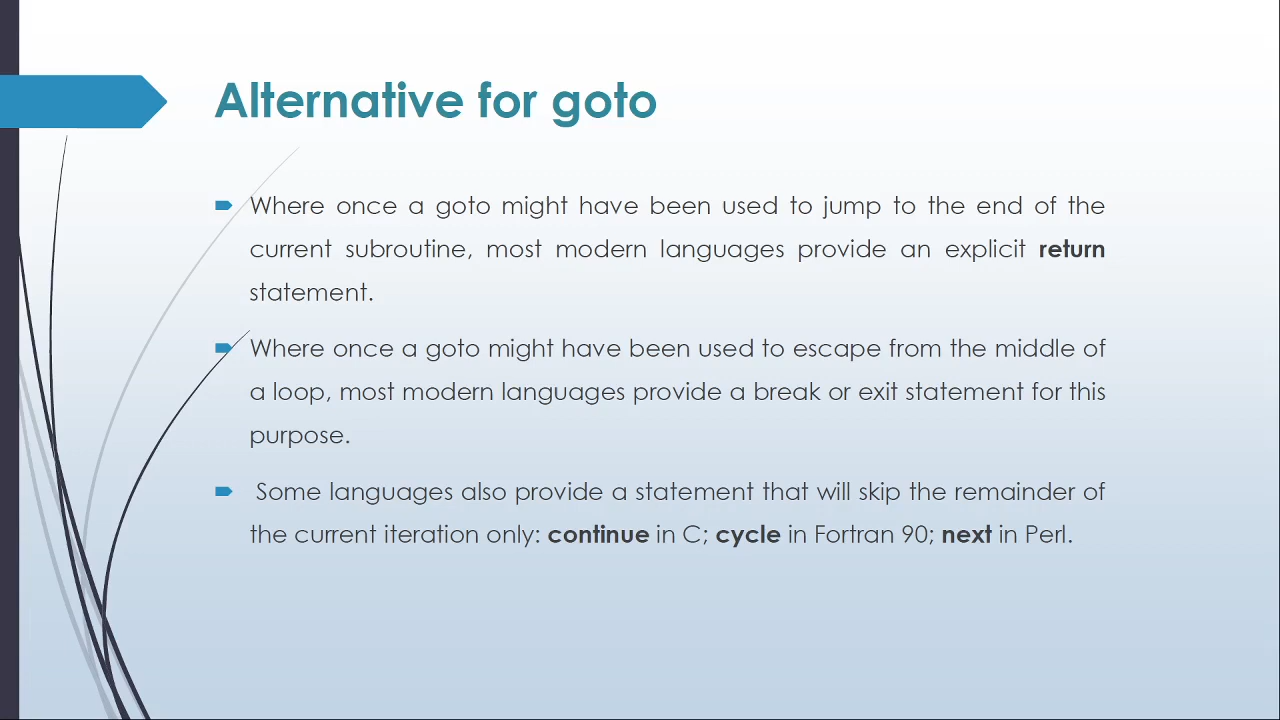 Alternative for goto
Where once a goto might have been used to jump to the end of the
current subroutine, most modern languages provide an explicit return
statement.
Where once a goto might have been used to escape from the middle of
a loop, most modern languages provide a break or exit statement for this
purpose.
Some languages also provide a statement that will skip the remainder of
the current iteration only: continue in C; cycle in Fortran 90; next in Perl.